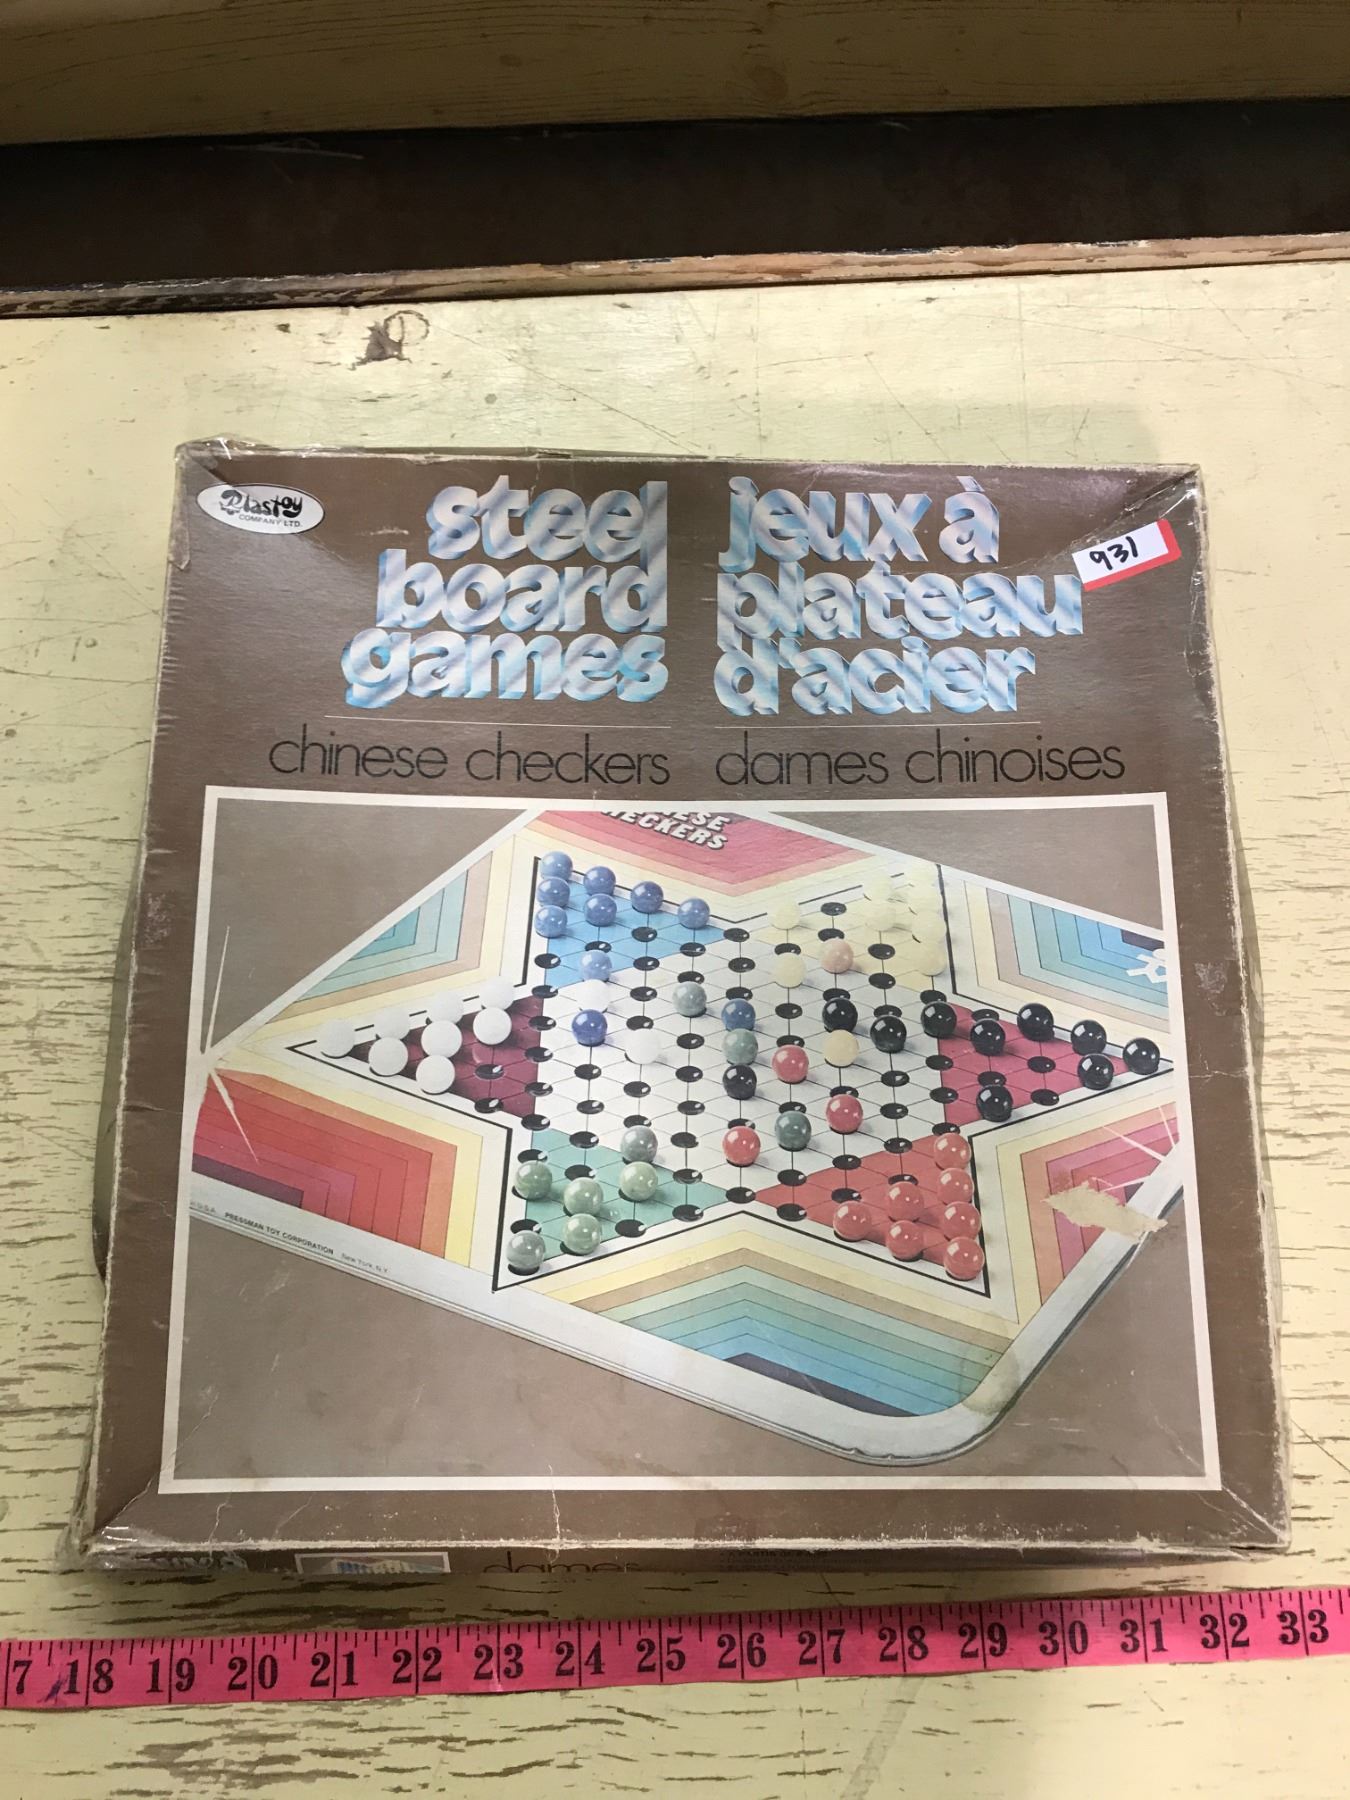 Plastoy
COMPANY LTD.
steel
board
games
jeux à
plateau
d'acier
931
chinese checkers
dames chinoises
CHECKERS
U.S.A. PRESSMAN TOY CORPORATION New York, N.Y.
dames
7 18 19 20 21 22 23 24 25 26 27 28 29 30 31 32 33